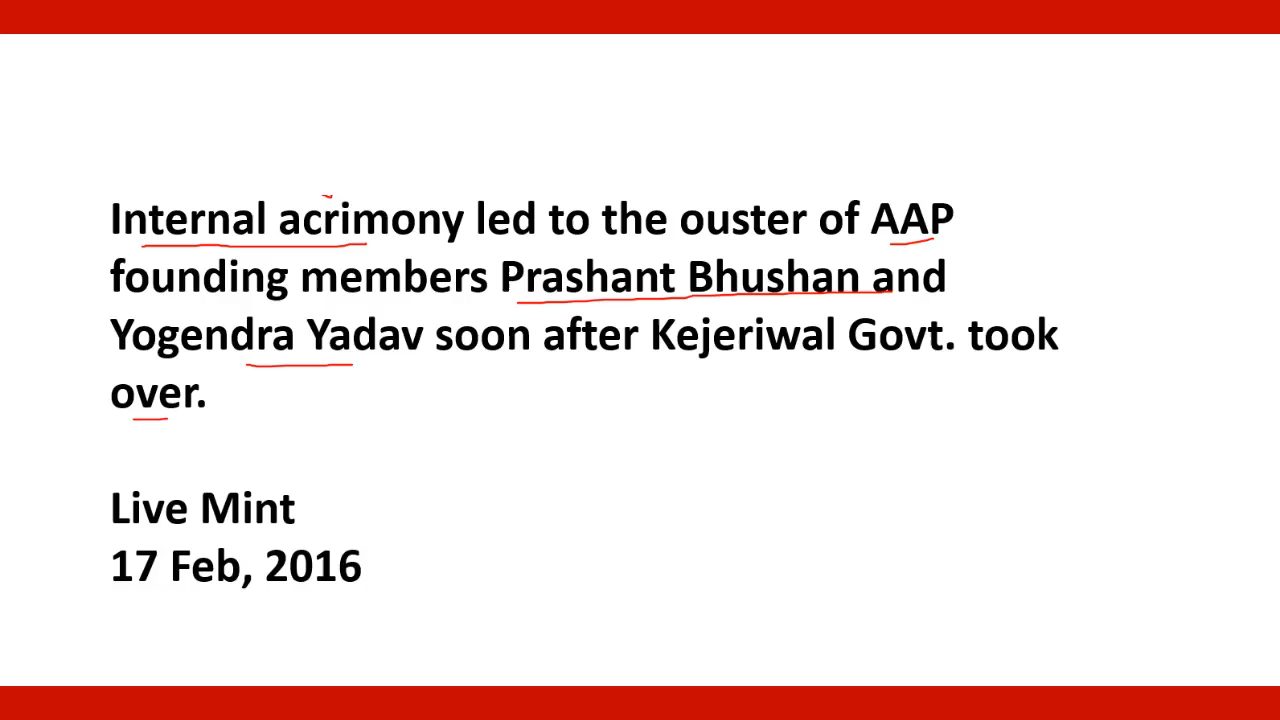 Internal acrimony led to the ouster of AAP
founding members Prashant Bhushan and
Yogendra Yadav soon after Kejeriwal Govt. took
over.
Live Mint
17 Feb, 2016